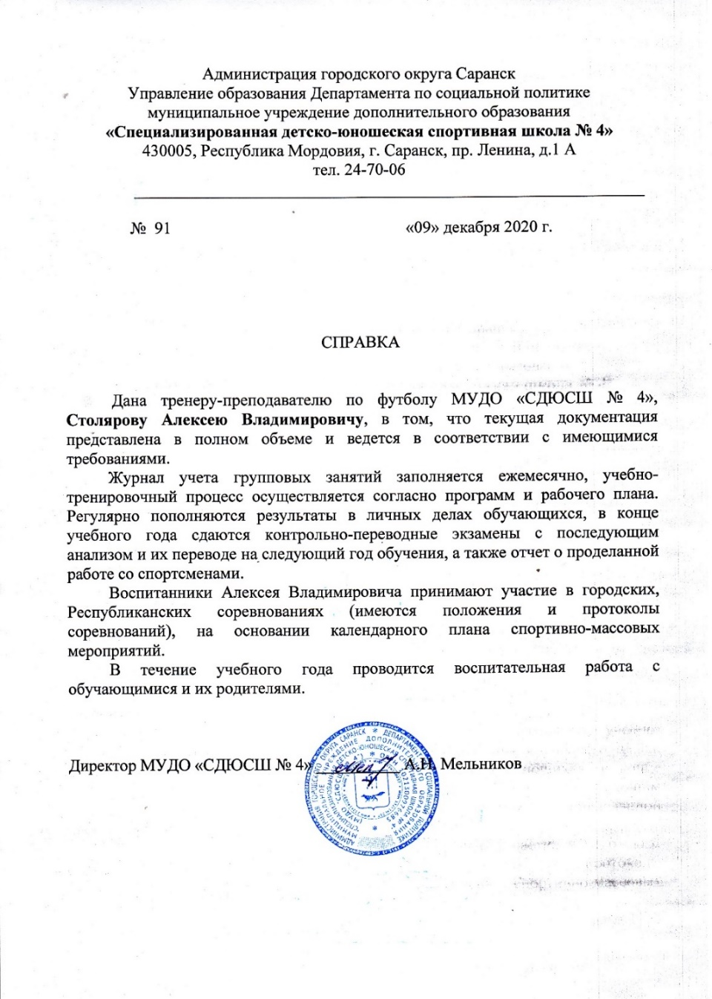 Администрация городского округа Саранск
Управление образования Департамента по социальной политике
муниципальное учреждение дополнительного образования
«Специализированная детско-юношеская спортивная школа № 4»
430005, Республика Мордовия, г. Саранск, пр. Ленина, д.1 А
тел. 24-70-06
№ 91 «09» декабря 2020 г.
СПРАВКА
Дана тренеру-преподавателю по футболу МУДО «СДЮСШ № 4»,
Столярову Алексею Владимировичу, в том, что текущая документация
представлена в полном объеме и ведется в соответствии с имеющимися
требованиями.
Журнал учета групповых занятий заполняется ежемесячно, учебно-
тренировочный процесс осуществляется согласно программ и рабочего плана.
Регулярно пополняются результаты в личных делах обучающихся, в конце
учебного года сдаются контрольно-переводные экзамены с последующим
анализом и их переводе на следующий год обучения, а также отчет о проделанной
работе со спортсменами.
Воспитанники Алексея Владимировича принимают участие в городских,
Республиканских соревнованиях (имеются положения и протоколы
соревнований), на основании календарного плана спортивно-массовых
мероприятий.
В течение учебного года проводится воспитательная работа с
обучающимися и их родителями.
Директор МУДО «СДЮСШ № 4» А.Н. Мельников